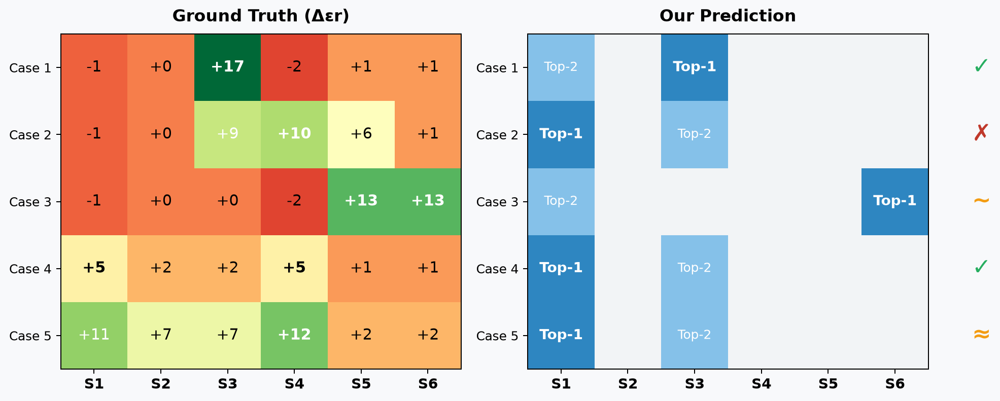 Ground Truth (Δεr)
Case 1 -1 +0 +17 -2 +1 +1
Case 2 -1 +0 +9 +10 +6 +1
Case 3 -1 +0 +0 -2 +13 +13
Case 4 +5 +2 +2 +5 +1 +1
Case 5 +11 +7 +7 +12 +2 +2
S1 S2 S3 S4 S5 S6
Our Prediction
Case 1 Top-2 Top-1 ✓
Case 2 Top-1 Top-2 ✗
Case 3 Top-2 Top-1 ~
Case 4 Top-1 Top-2 ✓
Case 5 Top-1 Top-2 ≈
S1 S2 S3 S4 S5 S6